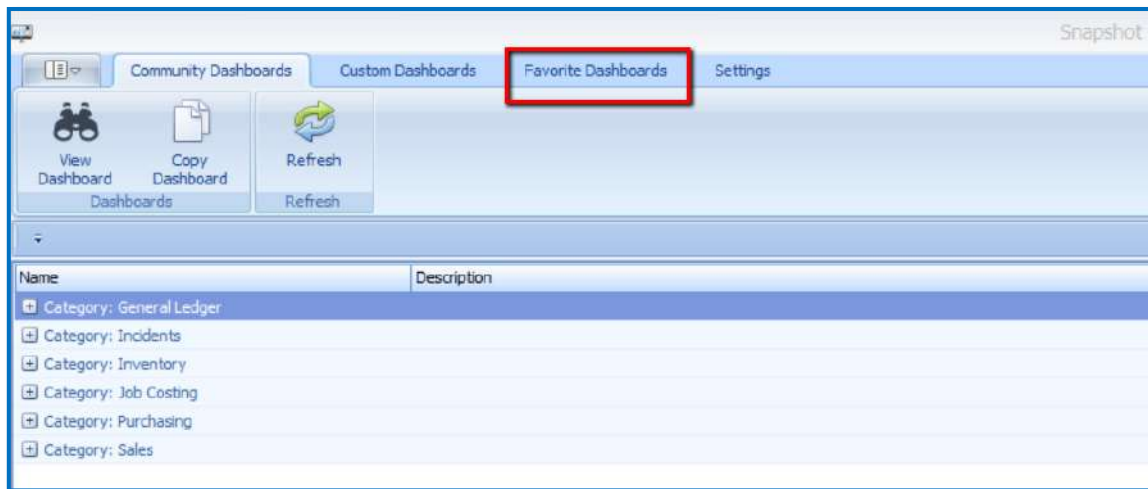 Snapshot
Community Dashboards Custom Dashboards Favorite Dashboards Settings
View Dashboard Copy Dashboard Refresh
Dashboards Refresh
Name Description
Category: General Ledger
Category: Incidents
Category: Inventory
Category: Job Costing
Category: Purchasing
Category: Sales